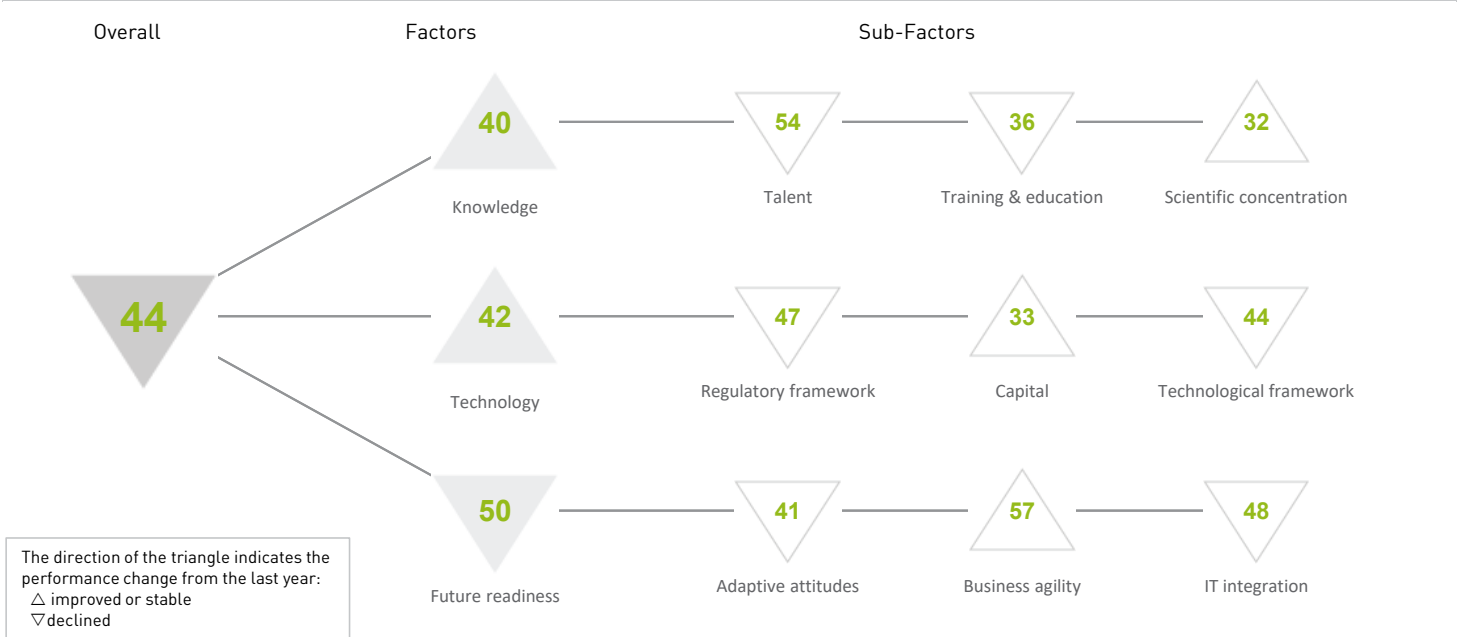 Overall
Factors
Sub-Factors
40
54
36
32
Knowledge
Talent
Training & education
Scientific concentration
44
42
47
33
44
Technology
Regulatory framework
Capital
Technological framework
50
41
57
48
Future readiness
Adaptive attitudes
Business agility
IT integration
The direction of the triangle indicates the
performance change from the last year:
△ improved or stable
▽declined